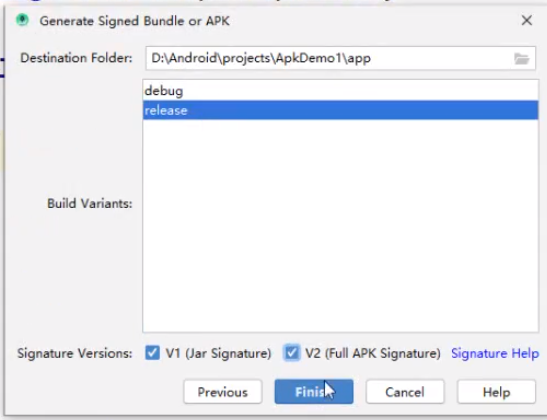 Generate Signed Bundle or APK
Destination Folder: D:\Android\projects\ApkDemo1\app
debug
release
Build Variants:
Signature Versions: V1 (Jar Signature) V2 (Full APK Signature) Signature Help
Previous Finish Cancel Help